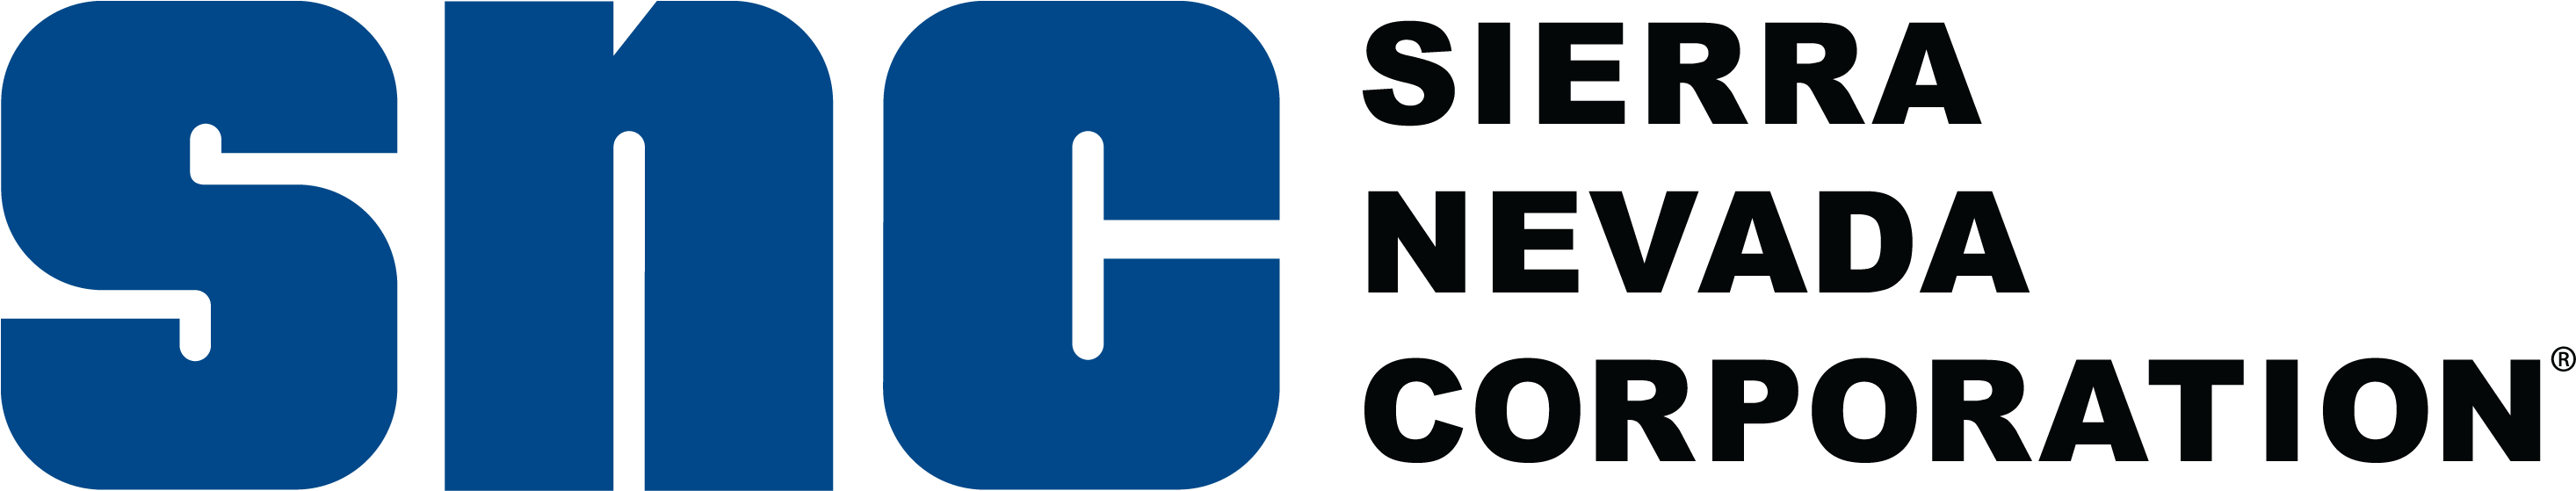 snc
SIERRA
NEVADA
CORPORATION®